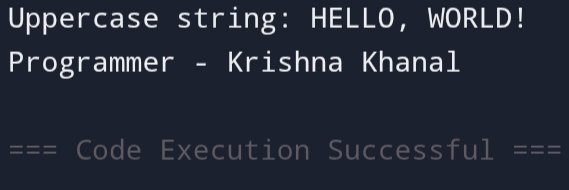 Uppercase string: HELLO, WORLD!
Programmer - Krishna Khanal
=== Code Execution Successful ===